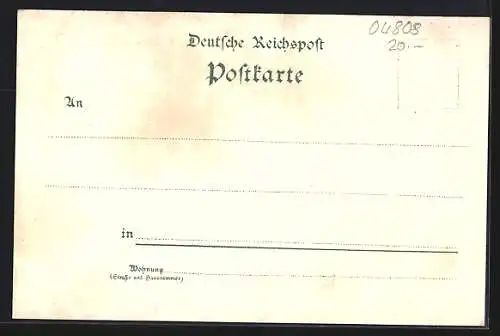 04808
20.-
Deutſche Reichspoſt
Poſtkarte
An
in
Wohnung
(Straße und Hausnummer)